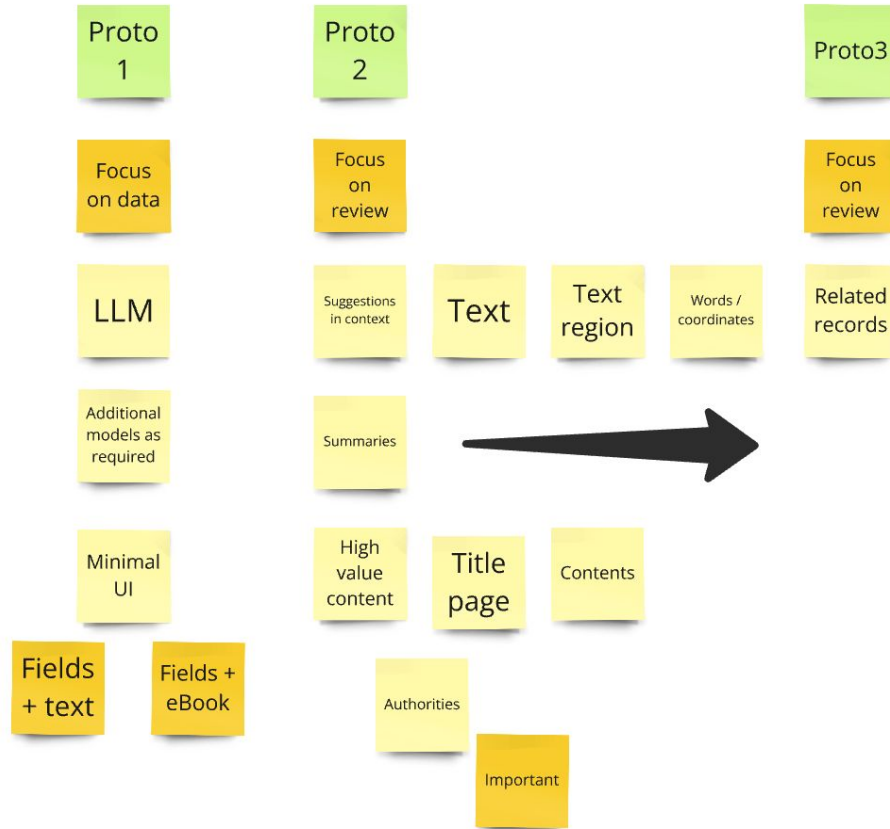 Proto
1
Proto
2
Proto3
Focus
on data
Focus
on
review
Focus
on
review
LLM
Suggestions
in context
Text
Text
region
Words /
coordinates
Related
records
Additional
models as
required
Summaries
Minimal
UI
High
value
content
Title
page
Contents
Fields
+ text
Fields +
eBook
Authorities
Important